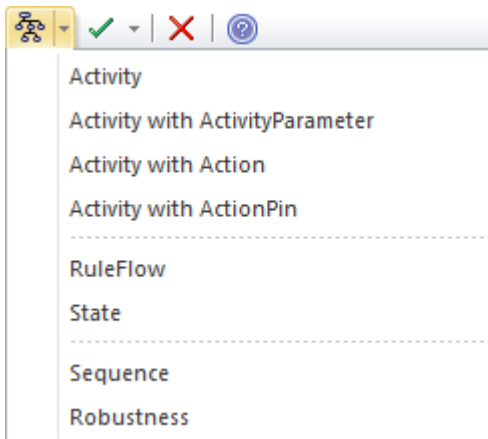 Activity
Activity with ActivityParameter
Activity with Action
Activity with ActionPin
RuleFlow
State
Sequence
Robustness